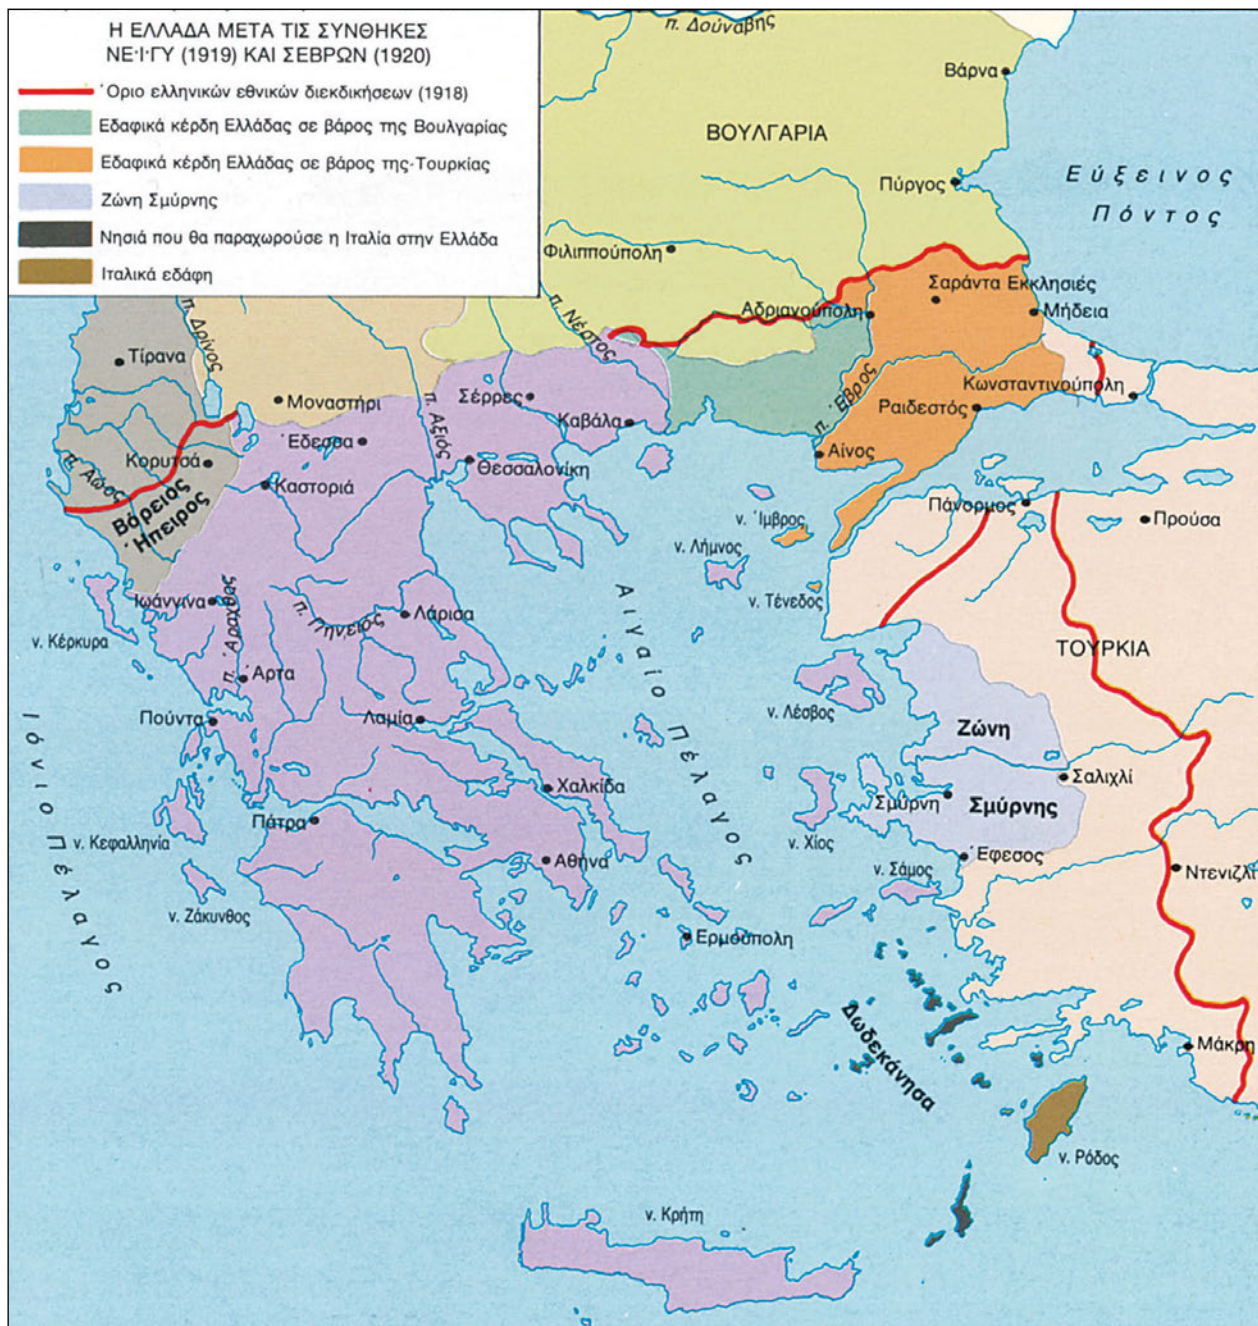 Η ΕΛΛΑΔΑ ΜΕΤΑ ΤΙΣ ΣΥΝΘΗΚΕΣ
ΝΕ·Ι·ΓΥ (1919) ΚΑΙ ΣΕΒΡΩΝ (1920)
Όριο ελληνικών εθνικών διεκδικήσεων (1918)
Εδαφικά κέρδη Ελλάδας σε βάρος της Βουλγαρίας
Εδαφικά κέρδη Ελλάδας σε βάρος της-Τουρκίας
Ζώνη Σμύρνης
Νησιά που θα παραχωρούσε η Ιταλία στην Ελλάδα
Ιταλικά εδάφη
π. Δούναβης
Βάρνα
ΒΟΥΛΓΑΡΙΑ
Πύργος
Εύξεινος
Πόντος
Φιλιππούπολη
Σαράντα Εκκλησιές
Αδριανούπολη
Μήδεια
π. Δρίνος
π. Νέστος
Τίρανα
Κωνσταντινούπολη
Μοναστήρι
π. Αξιός
Σέρρες
Καβάλα
π. Έβρος
Ραιδεστός
Έδεσσα
Θεσσαλονίκη
Αίνος
Κορυτσά
π. Αώος
Καστοριά
Βόρειος
Ήπειρος
Πάνορμος
Προύσα
ν. Ίμβρος
ν. Λήμνος
ν. Τένεδος
Ιωάννινα
π. Άραχθος
π. Πηνειός
Λάρισα
ν. Κέρκυρα
Αιγαίο Πέλαγος
ΤΟΥΡΚΙΑ
Άρτα
Πούντα
Λαμία
ν. Λέσβος
Ζώνη
Σμύρνης
Ιόνιο Πέλαγος
Χαλκίδα
Σαλιχλί
Σμύρνη
ν. Κεφαλληνία
Πάτρα
ν. Χίος
Αθήνα
Έφεσος
ν. Σάμος
Ντενιζλί
ν. Ζάκυνθος
Ερμούπολη
Δωδεκάνησα
Μάκρη
ν. Ρόδος
ν. Κρήτη